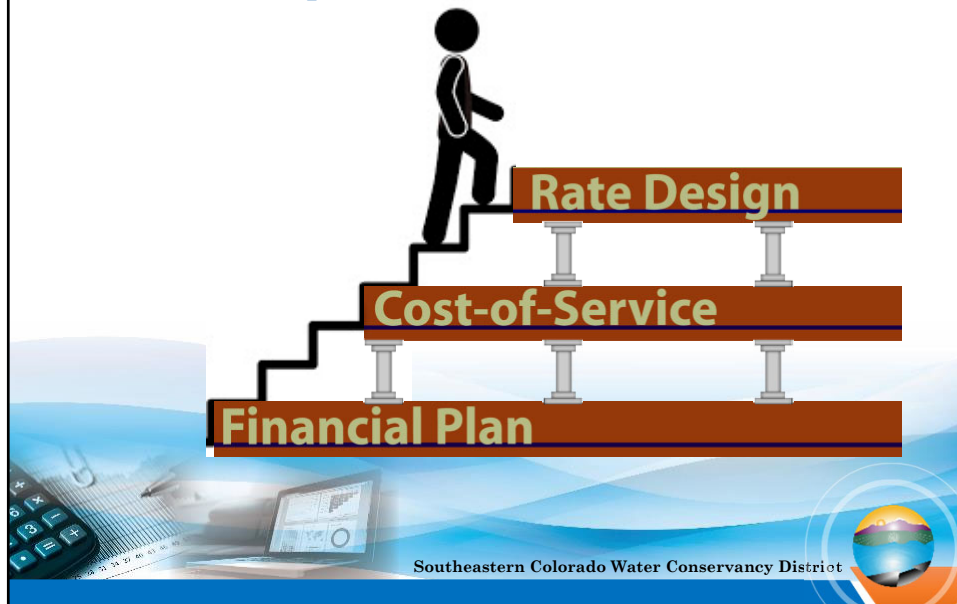 Rate Design
Cost-of-Service
Financial Plan
Southeastern Colorado Water Conservancy District